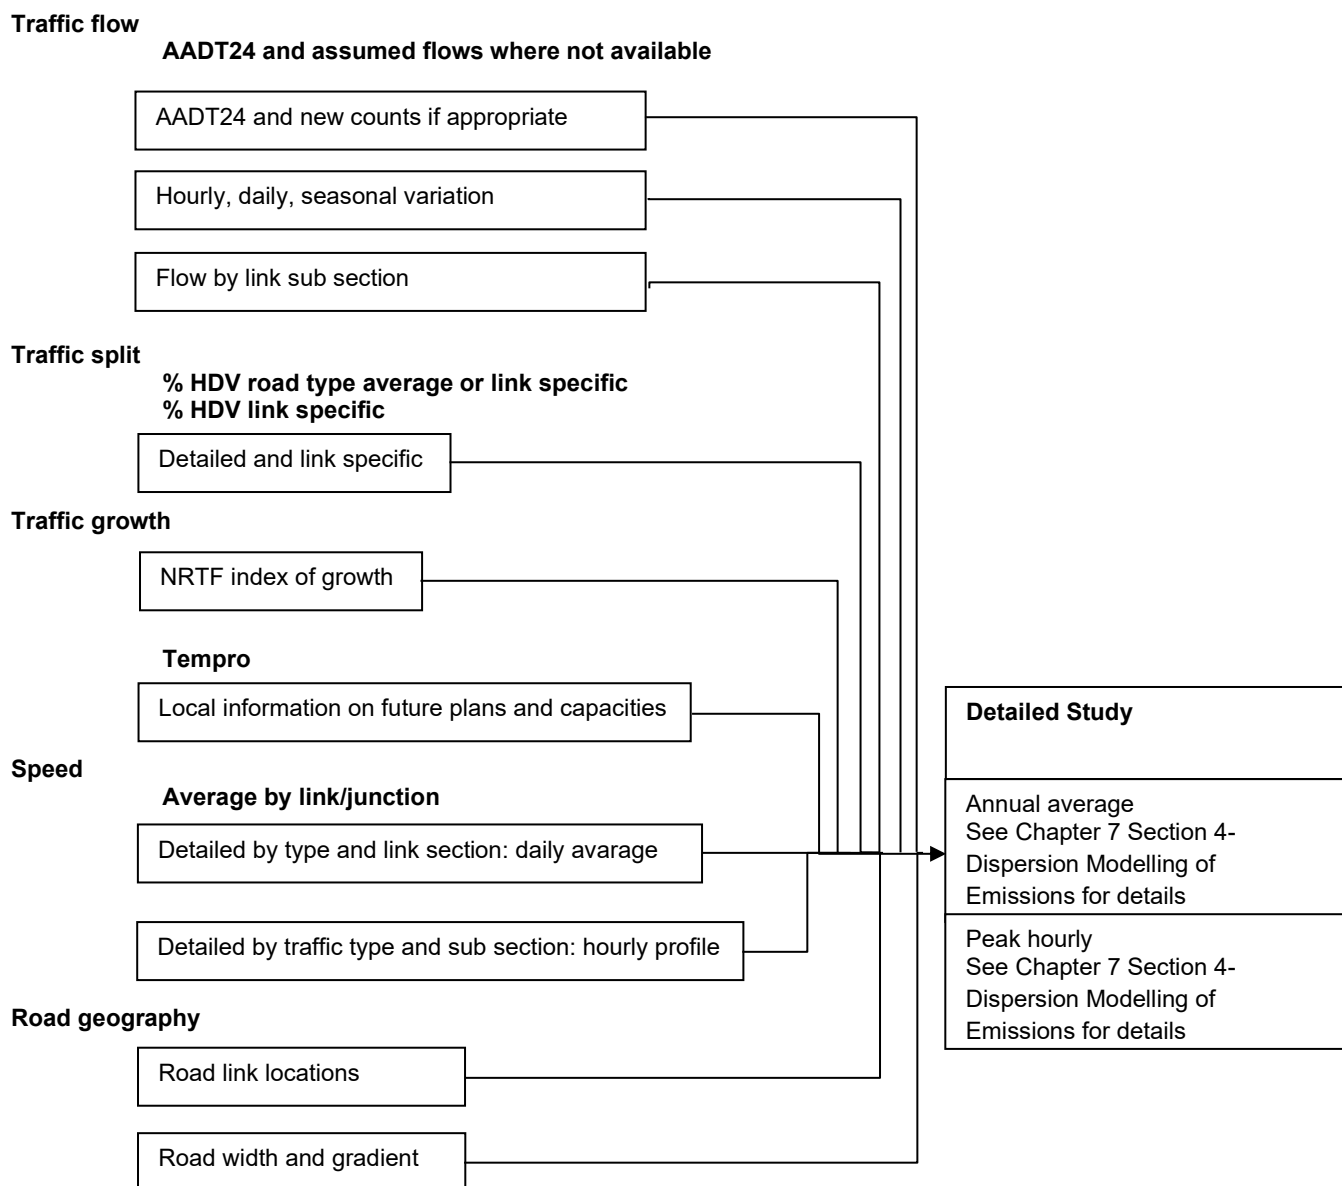 Traffic flow
AADT24 and assumed flows where not available
AADT24 and new counts if appropriate
Hourly, daily, seasonal variation
Flow by link sub section
Traffic split
% HDV road type average or link specific
% HDV link specific
Detailed and link specific
Traffic growth
NRTF index of growth
Tempro
Local information on future plans and capacities
Speed
Average by link/junction
Detailed by type and link section: daily avarage
Detailed by traffic type and sub section: hourly profile
Road geography
Road link locations
Road width and gradient
Detailed Study
Annual average
See Chapter 7 Section 4-
Dispersion Modelling of
Emissions for details
Peak hourly
See Chapter 7 Section 4-
Dispersion Modelling of
Emissions for details